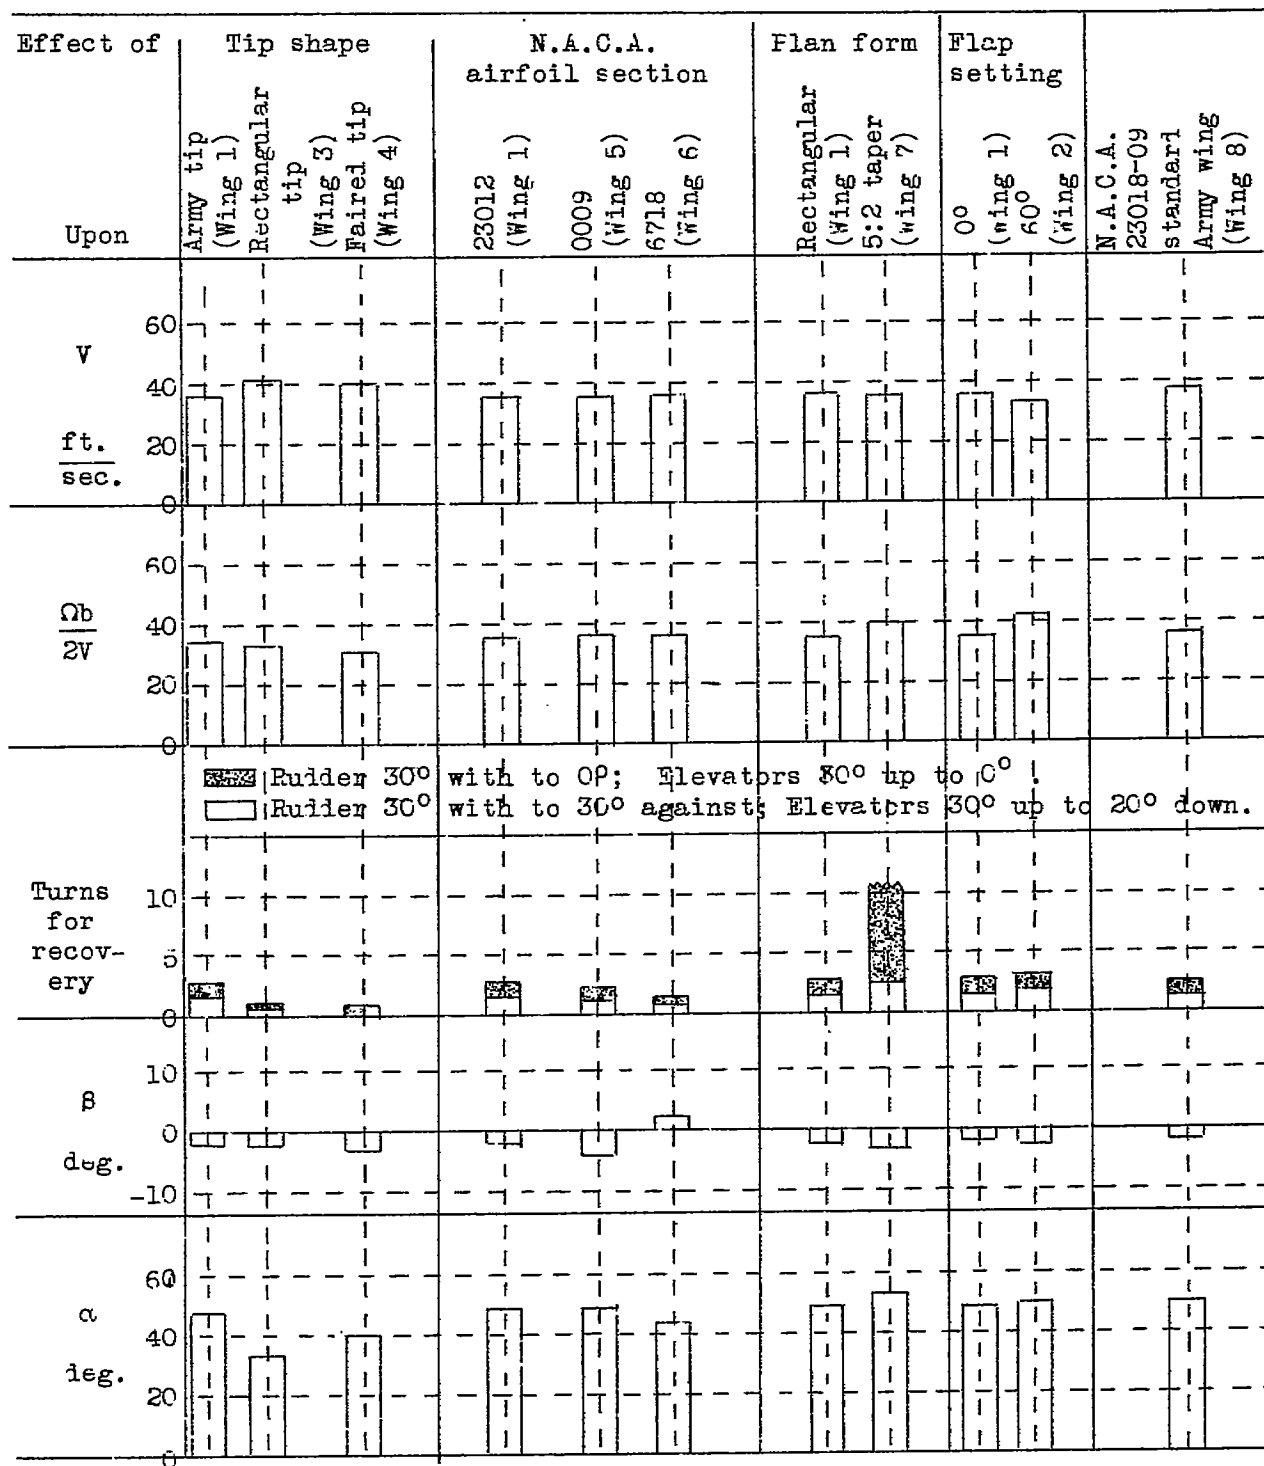 Effect of
Tip shape
N.A.C.A.
airfoil section
Flan form
Flap
setting
Upon
Army tip
(Wing 1)
Rectangular
tip
(Wing 3)
Faired tip
(Wing 4)
23012
(Wing 1)
0009
(Wing 5)
6718
(Wing 6)
Rectangular
(Wing 1)
5:2 taper
(Wing 7)
0°
(Wing 1)
60°
(Wing 2)
N.A.C.A.
23018-09
standard
Army wing
(Wing 8)
V
ft.
sec.
60
40
20
0
Ωb
2V
60
40
20
0
Rudder 30° with to 0°; Elevators 30° up to 0°.
Rudder 30° with to 30° against; Elevators 30° up to 20° down.
Turns
for
recov-
ery
10
5
0
β
deg.
10
0
-10
α
deg.
60
40
20
0